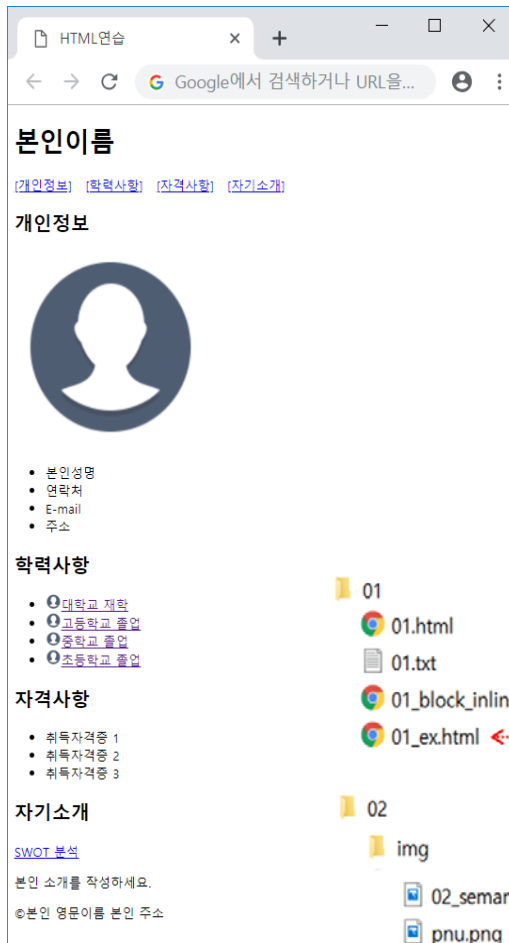 HTML연습
Google에서 검색하거나 URL을...
본인이름
[개인정보] [학력사항] [자격사항] [자기소개]
개인정보
본인성명
연락처
E-mail
주소
학력사항
대학교 재학
고등학교 졸업
중학교 졸업
초등학교 졸업
자격사항
취득자격증 1
취득자격증 2
취득자격증 3
자기소개
SWOT 분석
본인 소개를 작성하세요.
©본인 영문이름 본인 주소
01
01.html
01.txt
01_block_inlin
01_ex.html
02
img
02_semar
pnu.png